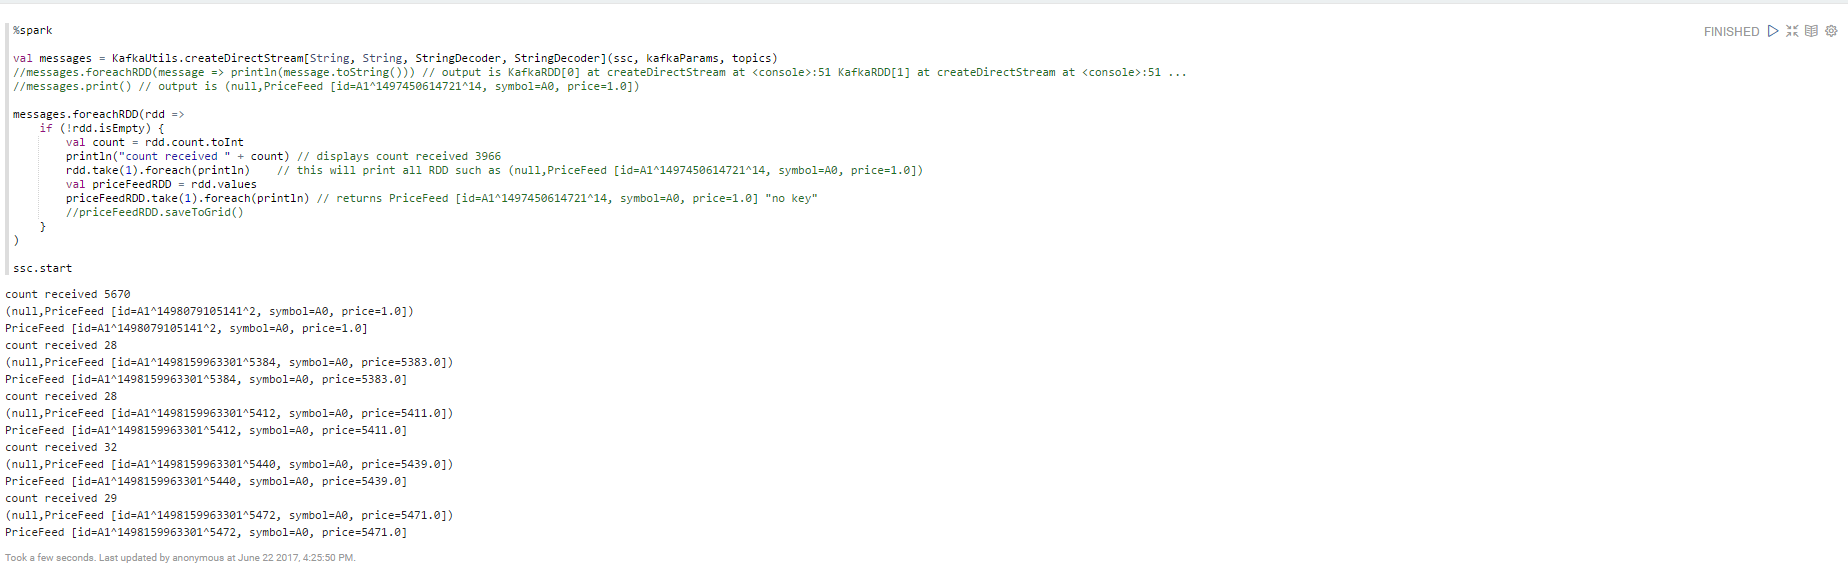 %spark
FINISHED
val messages = KafkaUtils.createDirectStream[String, String, StringDecoder, StringDecoder](ssc, kafkaParams, topics)
//messages.foreachRDD(message => println(message.toString())) // output is KafkaRDD[0] at createDirectStream at <console>:51 KafkaRDD[1] at createDirectStream at <console>:51 ...
//messages.print() // output is (null,PriceFeed [id=A1^1497450614721^14, symbol=A0, price=1.0])
messages.foreachRDD(rdd =>
if (!rdd.isEmpty) {
val count = rdd.count.toInt
println("count received " + count) // displays count received 3966
rdd.take(1).foreach(println)    // this will print all RDD such as (null,PriceFeed [id=A1^1497450614721^14, symbol=A0, price=1.0])
val priceFeedRDD = rdd.values
priceFeedRDD.take(1).foreach(println) // returns PriceFeed [id=A1^1497450614721^14, symbol=A0, price=1.0] "no key"
//priceFeedRDD.saveToGrid()
}
)
ssc.start
count received 5670
(null,PriceFeed [id=A1^1498079105141^2, symbol=A0, price=1.0])
PriceFeed [id=A1^1498079105141^2, symbol=A0, price=1.0]
count received 28
(null,PriceFeed [id=A1^1498159963301^5384, symbol=A0, price=5383.0])
PriceFeed [id=A1^1498159963301^5384, symbol=A0, price=5383.0]
count received 28
(null,PriceFeed [id=A1^1498159963301^5412, symbol=A0, price=5411.0])
PriceFeed [id=A1^1498159963301^5412, symbol=A0, price=5411.0]
count received 32
(null,PriceFeed [id=A1^1498159963301^5440, symbol=A0, price=5439.0])
PriceFeed [id=A1^1498159963301^5440, symbol=A0, price=5439.0]
count received 29
(null,PriceFeed [id=A1^1498159963301^5472, symbol=A0, price=5471.0])
PriceFeed [id=A1^1498159963301^5472, symbol=A0, price=5471.0]
Took a few seconds. Last updated by anonymous at June 22 2017, 4:25:50 PM.